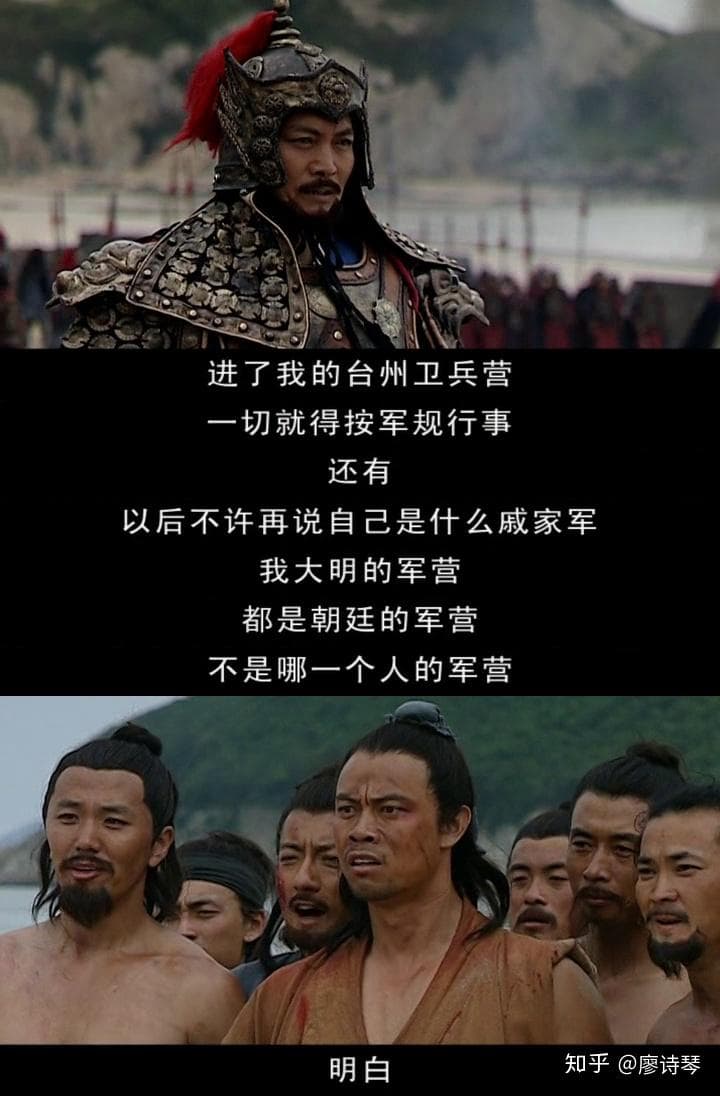 进了我的台州卫兵营
一切就得按军规行事
还有
以后不许再说自己是什么戚家军
我大明的军营
都是朝廷的军营
不是哪一个人的军营
明白
知乎 @廖诗琴